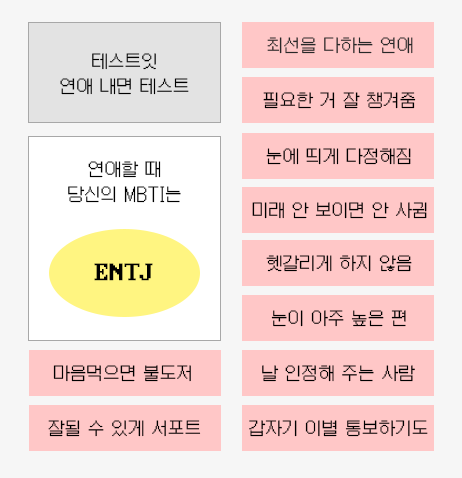 테스트잇
연애 내면 테스트
연애할 때
당신의 MBTI는
ENTJ
마음먹으면 불도저
잘될 수 있게 서포트
최선을 다하는 연애
필요한 거 잘 챙겨줌
눈에 띄게 다정해짐
미래 안 보이면 안 사귐
헷갈리게 하지 않음
눈이 아주 높은 편
날 인정해 주는 사람
갑자기 이별 통보하기도